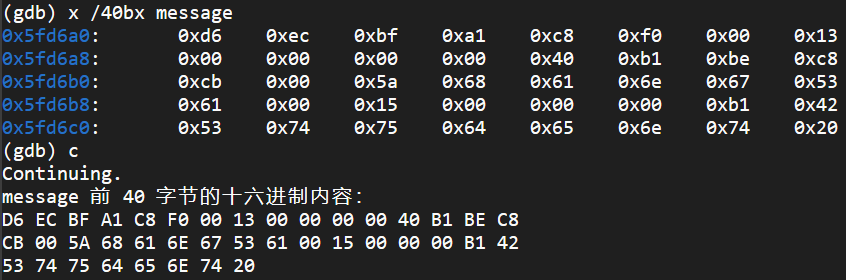 (gdb) x /40bx message
0x5fd6a0: 0xd6 0xec 0xbf 0xa1 0xc8 0xf0 0x00 0x13
0x5fd6a8: 0x00 0x00 0x00 0x00 0x40 0xb1 0xbe 0xc8
0x5fd6b0: 0xcb 0x00 0x5a 0x68 0x61 0x6e 0x67 0x53
0x5fd6b8: 0x61 0x00 0x15 0x00 0x00 0x00 0xb1 0x42
0x5fd6c0: 0x53 0x74 0x75 0x64 0x65 0x6e 0x74 0x20
(gdb) c
Continuing.
message 前 40 字节的十六进制内容:
D6 EC BF A1 C8 F0 00 13 00 00 00 00 40 B1 BE C8
CB 00 5A 68 61 6E 67 53 61 00 15 00 00 00 B1 42
53 74 75 64 65 6E 74 20